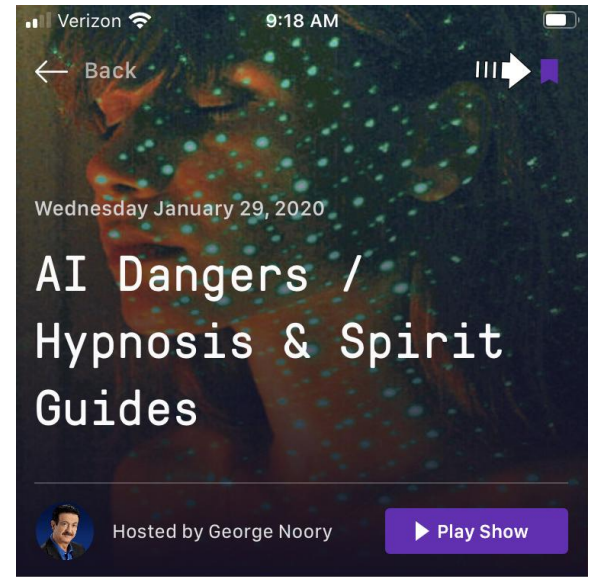 Verizon 9:18 AM
Back
Wednesday January 29, 2020
AI Dangers /
Hypnosis & Spirit
Guides
Hosted by George Noory Play Show